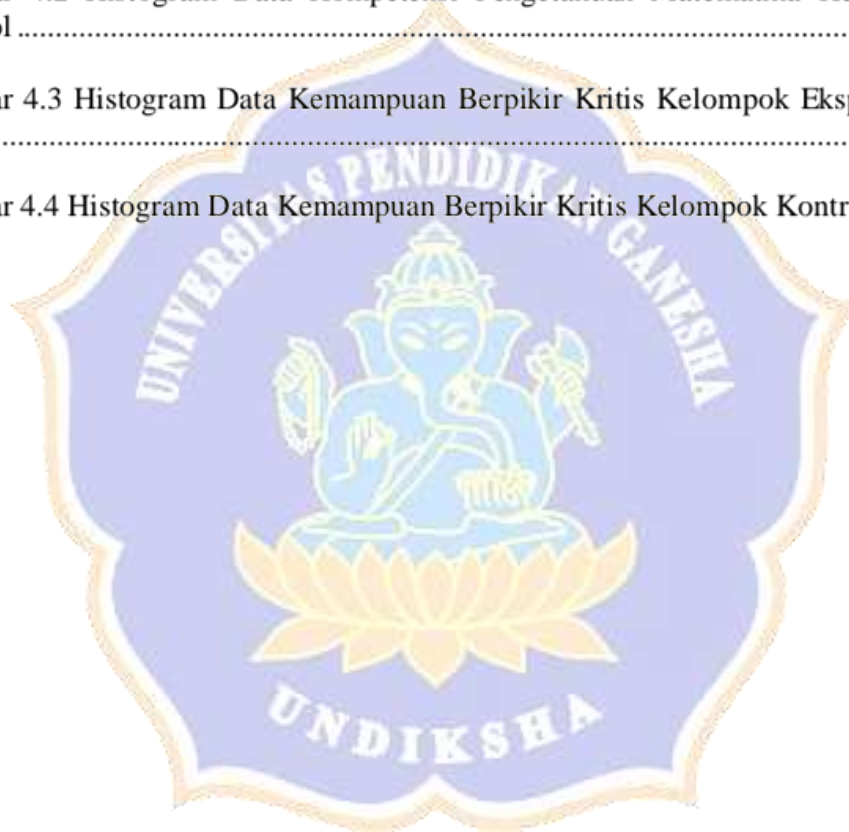 ol ........................................................................................................
ar 4.3 Histogram Data Kemampuan Berpikir Kritis Kelompok Eksp
........................................................................................................
ar 4.4 Histogram Data Kemampuan Berpikir Kritis Kelompok Kontr
UNIVERSITAS PENDIDIKAN GANESHA
UNDIKSHA